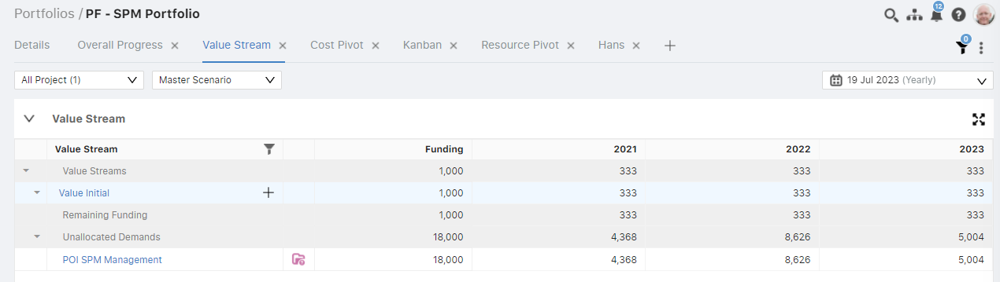 Portfolios / PF - SPM Portfolio
12
Details Overall Progress Value Stream Cost Pivot Kanban Resource Pivot Hans
0
All Project (1) Master Scenario 19 Jul 2023 (Yearly)
Value Stream
Value Stream Funding 2021 2022 2023
Value Streams 1,000 333 333 333
Value Initial 1,000 333 333 333
Remaining Funding 1,000 333 333 333
Unallocated Demands 18,000 4,368 8,626 5,004
POI SPM Management 18,000 4,368 8,626 5,004